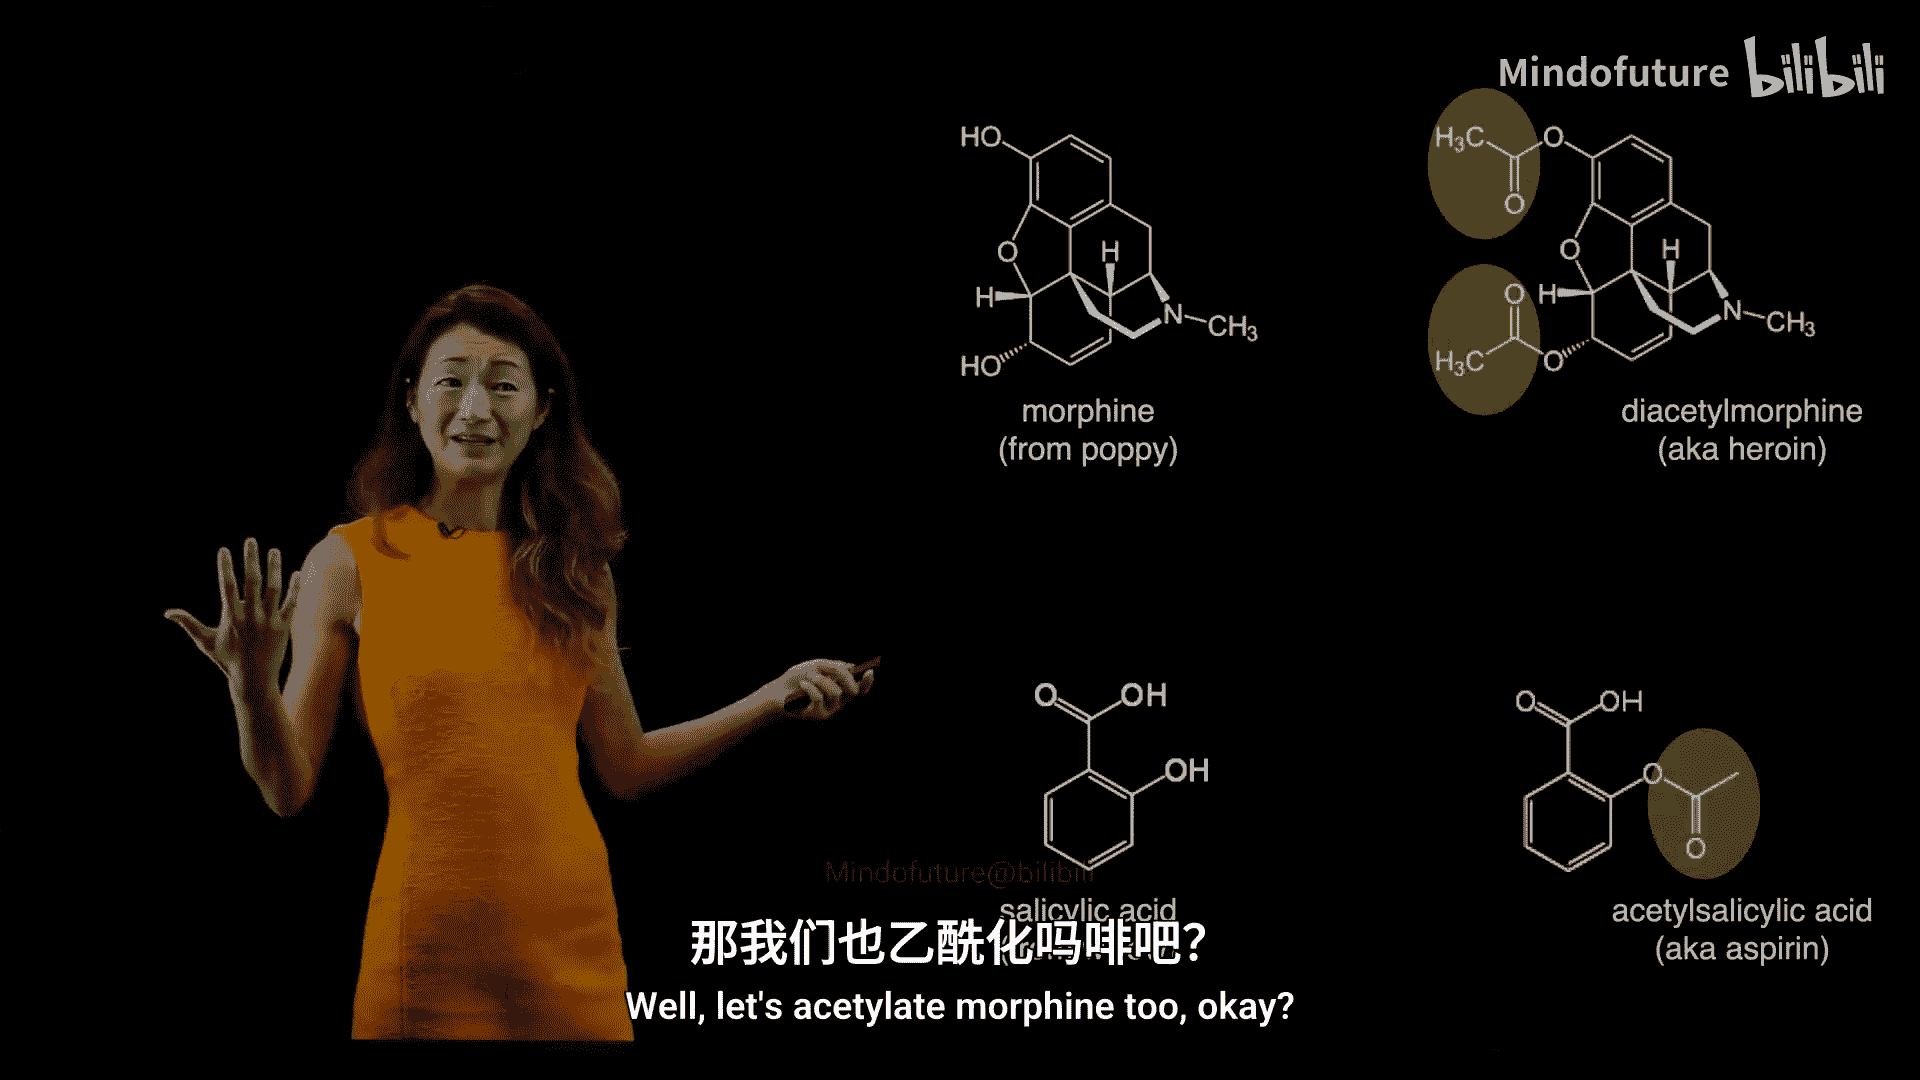 Mindofuture bilibili
HO
O
H
H
HO
N
CH3
morphine
(from poppy)
H3C
O
O
O
H
O
H
H3C
O
N
CH3
diacetylmorphine
(aka heroin)
O
OH
OH
salicylic acid
O
OH
O
O
acetylsalicylic acid
(aka aspirin)
Mindofuture@bilibili
那我们也乙酰化吗啡吧?
Well, let's acetylate morphine too, okay?